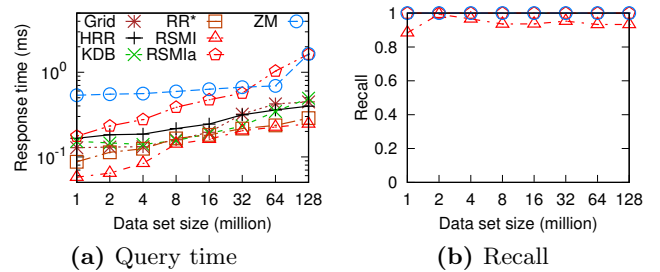 Response time (ms)
10^0
10^-1
Grid
HRR
KDB
RR*
RSMI
RSMIa
ZM
1 2 4 8 16 32 64 128
Data set size (million)
(a) Query time
Recall
1
0.8
0.6
0.4
0.2
0
1 2 4 8 16 32 64 128
Data set size (million)
(b) Recall